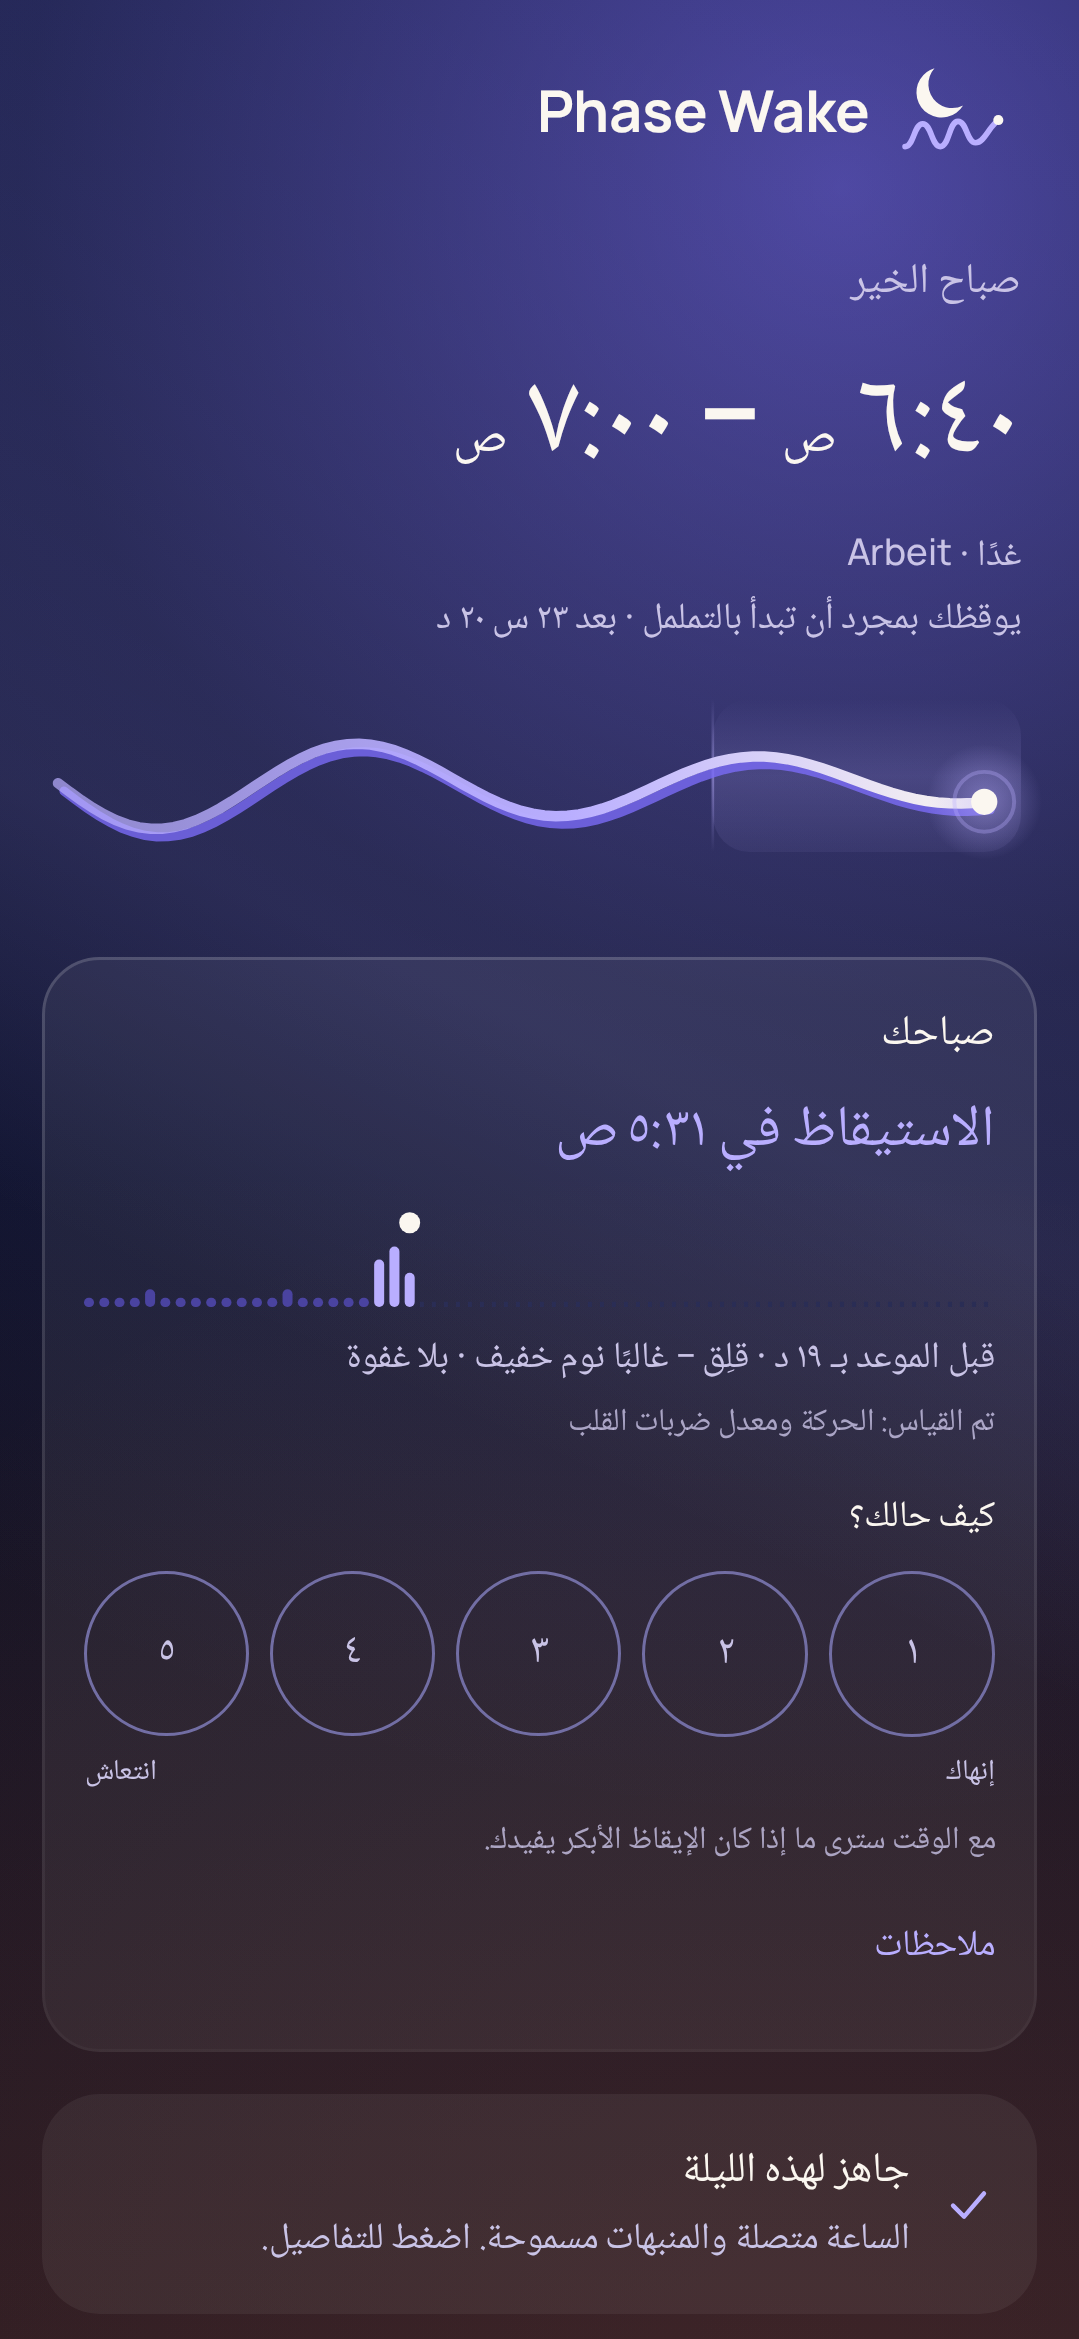 Phase Wake
صباح الخير
٦:٤٠ ص – ٧:٠٠ ص
غدًا · Arbeit
يوقظك بمجرد أن تبدأ بالتململ · بعد ٢٣ س ٢٠ د
صباحك
الاستيقاظ في ٥:٣١ ص
قبل الموعد بـ ١٩ د · قلِق – غالبًا نوم خفيف · بلا غفوة
تم القياس: الحركة ومعدل ضربات القلب
كيف حالك؟
١ ٢ ٣ ٤ ٥
إنهاك انتعاش
مع الوقت سترى ما إذا كان الإيقاظ الأبكر يفيدك.
ملاحظات
جاهز لهذه الليلة
الساعة متصلة والمنبهات مسموحة. اضغط للتفاصيل.